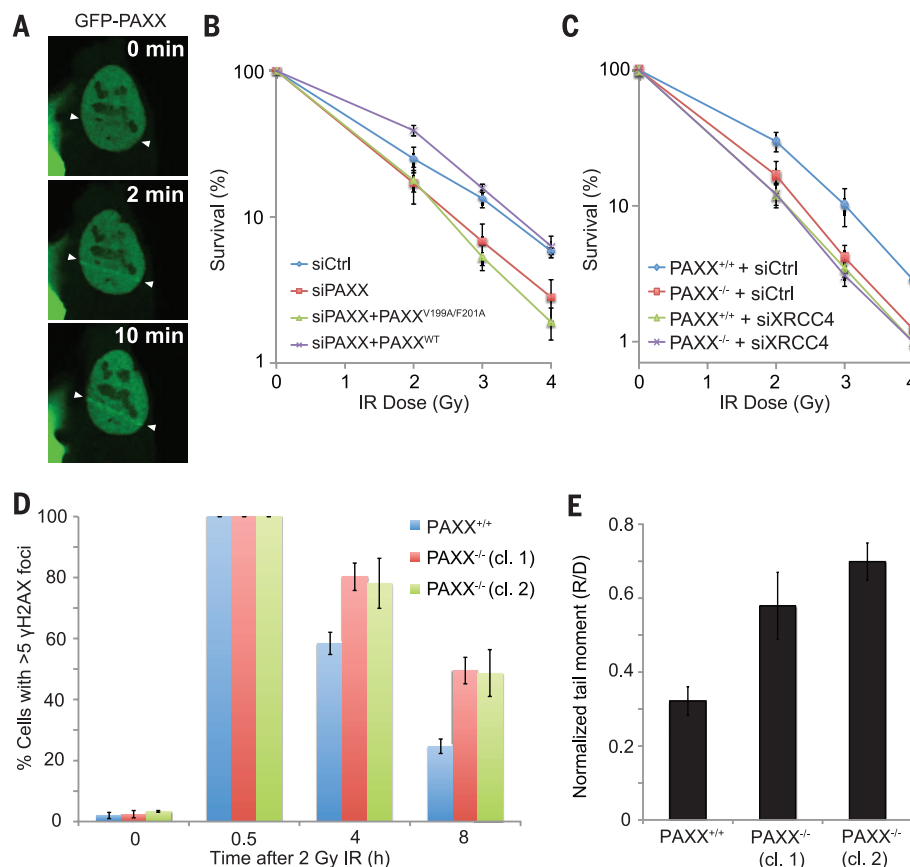 A
GFP-PAXX
0 min
2 min
10 min
B
Survival (%)
100
10
1
siCtrl
siPAXX
siPAXX+PAXX^V199A/F201A
siPAXX+PAXX^WT
0
2
3
4
IR Dose (Gy)
C
Survival (%)
100
10
1
PAXX^+/+ + siCtrl
PAXX^-/- + siCtrl
PAXX^+/+ + siXRCC4
PAXX^-/- + siXRCC4
0
2
3
4
IR Dose (Gy)
D
% Cells with >5 γH2AX foci
100
80
60
40
20
0
PAXX^+/+
PAXX^-/- (cl. 1)
PAXX^-/- (cl. 2)
0
0.5
4
8
Time after 2 Gy IR (h)
E
Normalized tail moment (R/D)
0.8
0.6
0.4
0.2
0
PAXX^+/+
PAXX^-/-
(cl. 1)
PAXX^-/-
(cl. 2)